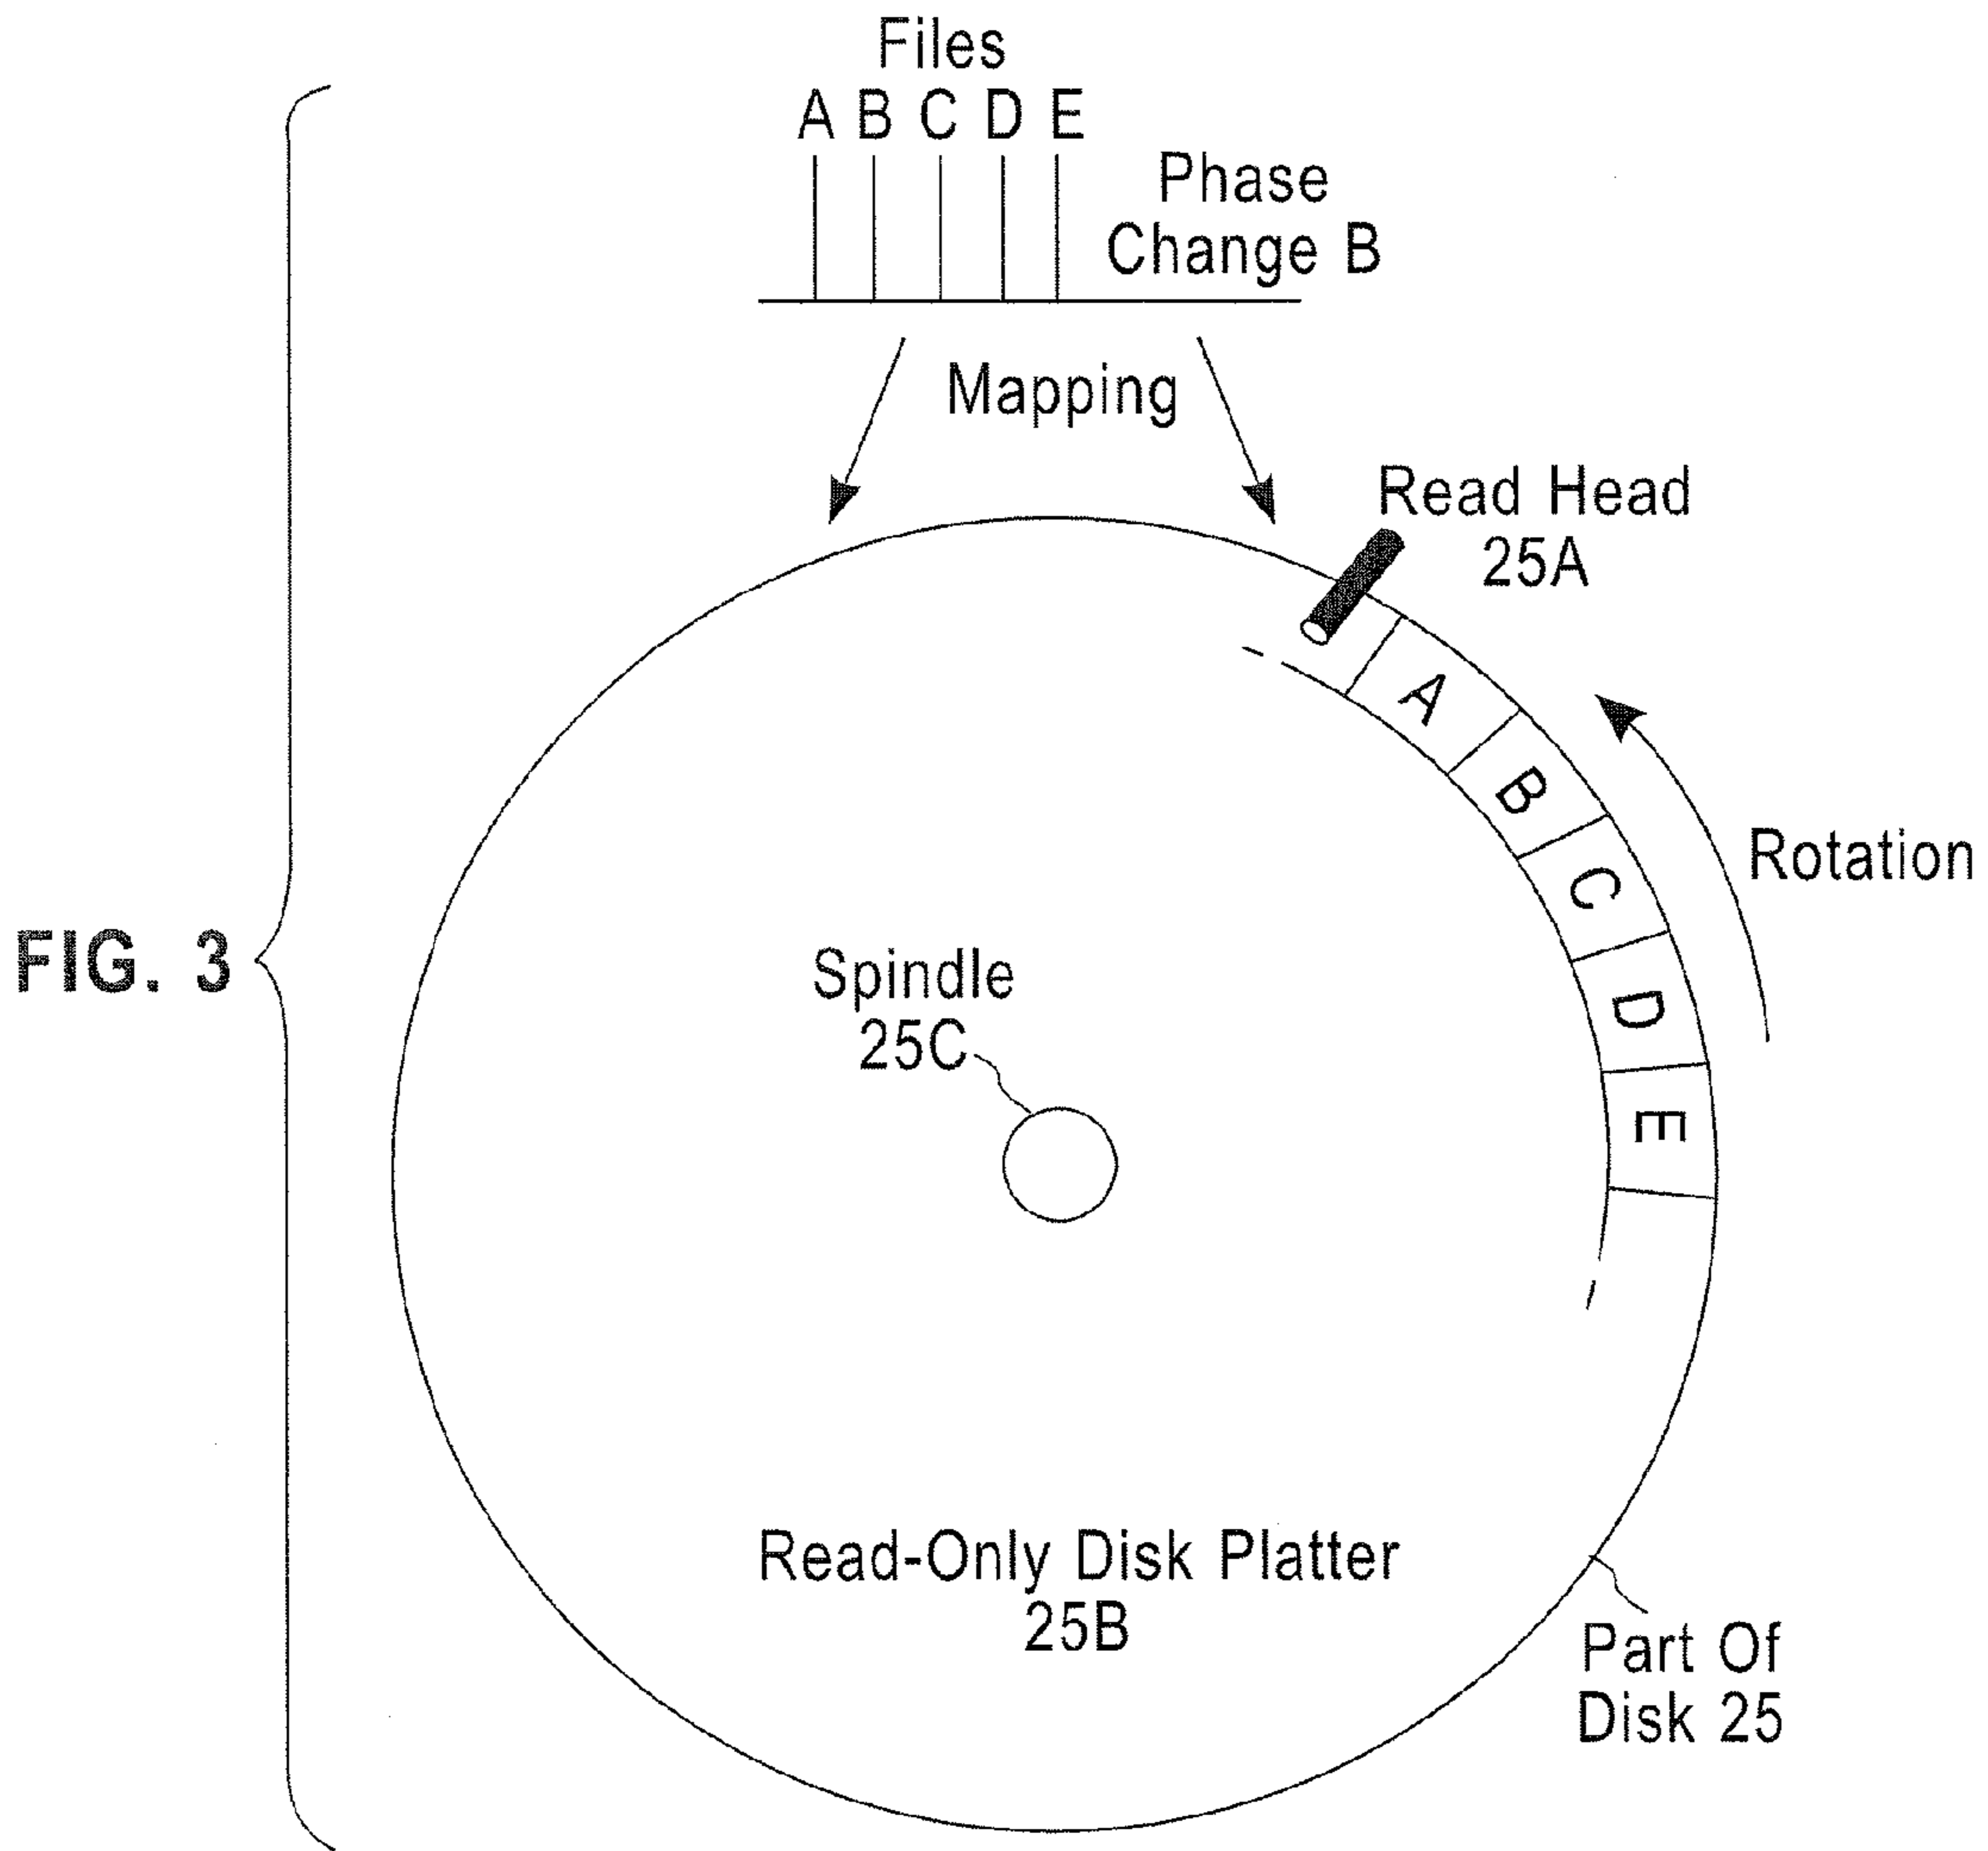 Files
A B C D E
Phase
Change B
Mapping
Read Head
25A
A
B
C
D
E
Rotation
FIG. 3
Spindle
25C
Read-Only Disk Platter
25B
Part Of
Disk 25